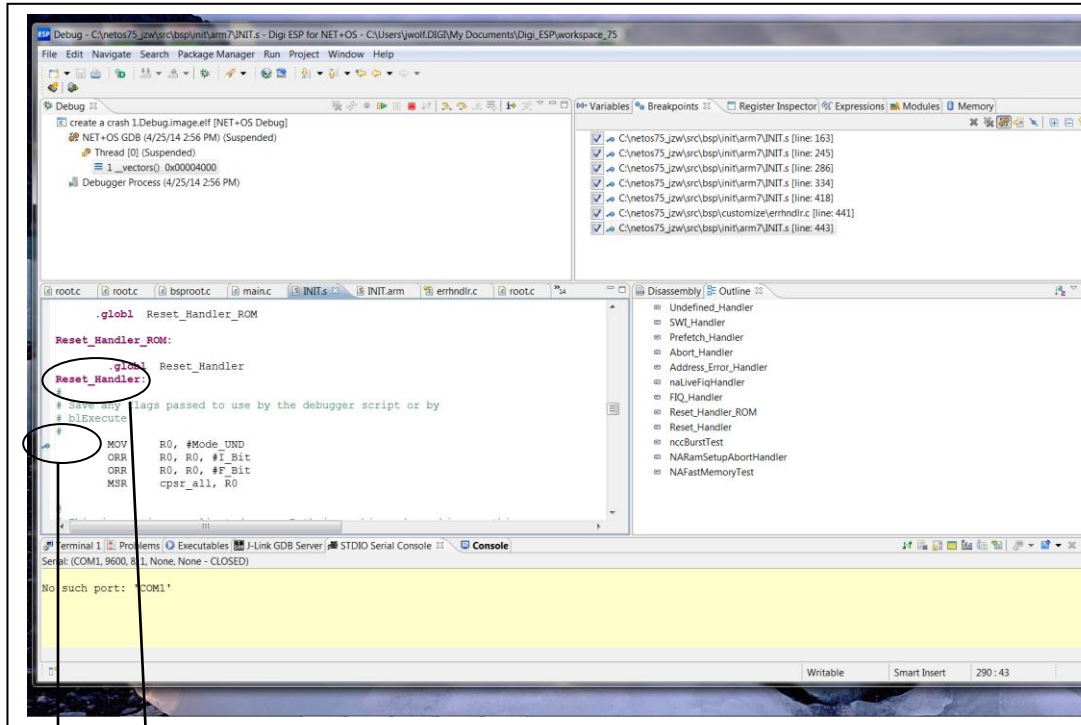 Debug - C:\netos75_jzw\src\bsp\init\arm7\INIT.s - Digi ESP for NET+OS - C:\Users\jwolf.DIGI\My Documents\Digi_ESP\workspace_75
File Edit Navigate Search Package Manager Run Project Window Help
Debug
create a crash 1.Debug.image.elf [NET+OS Debug]
NET+OS GDB (4/25/14 2:56 PM) (Suspended)
Thread [0] (Suspended)
1 __vectors() 0x00004000
Debugger Process (4/25/14 2:56 PM)
Variables Breakpoints Register Inspector Expressions Modules Memory
C:\netos75_jzw\src\bsp\init\arm7\INIT.s [line: 163]
C:\netos75_jzw\src\bsp\init\arm7\INIT.s [line: 245]
C:\netos75_jzw\src\bsp\init\arm7\INIT.s [line: 286]
C:\netos75_jzw\src\bsp\init\arm7\INIT.s [line: 334]
C:\netos75_jzw\src\bsp\init\arm7\INIT.s [line: 418]
C:\netos75_jzw\src\bsp\customize\errhndlr.c [line: 441]
C:\netos75_jzw\src\bsp\init\arm7\INIT.s [line: 443]
root.c root.c bsproot.c main.c INIT.s INIT.arm errhndlr.c root.c »24
.globl Reset_Handler_ROM
Reset_Handler_ROM:
.globl Reset_Handler
Reset_Handler:
#
# Save any flags passed to use by the debugger script or by
# blExecute
#
MOV R0, #Mode_UND
ORR R0, R0, #I_Bit
ORR R0, R0, #F_Bit
MSR cpsr_all, R0
#
Disassembly Outline
Undefined_Handler
SWI_Handler
Prefetch_Handler
Abort_Handler
Address_Error_Handler
naLiveFiqHandler
FIQ_Handler
Reset_Handler_ROM
Reset_Handler
nccBurstTest
NARamSetupAbortHandler
NAFastMemoryTest
Terminal 1 Problems Executables J-Link GDB Server STDIO Serial Console Console
Serial: (COM1, 9600, 8, 1, None, None - CLOSED)
No such port: 'COM1'
Writable Smart Insert 290 : 43